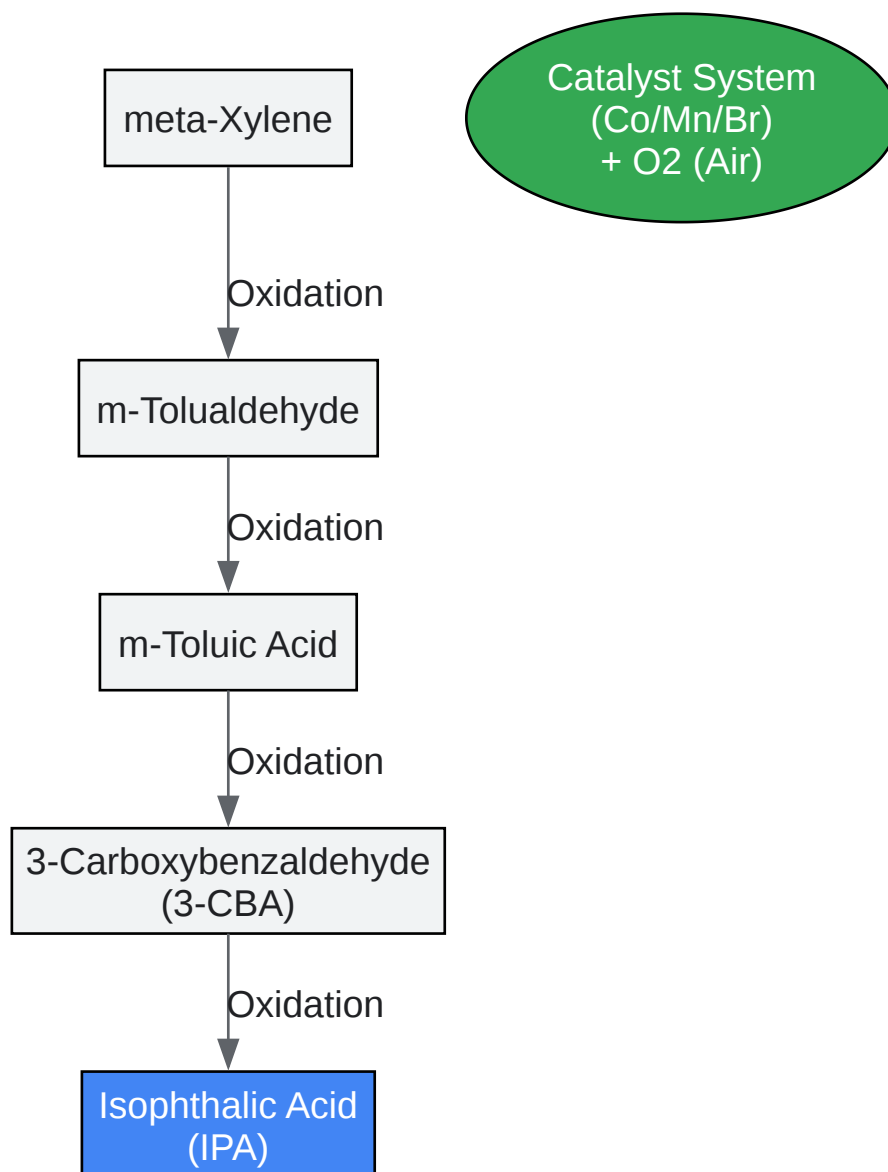 meta-Xylene
Catalyst System
(Co/Mn/Br)
+ O2 (Air)
Oxidation
m-Tolualdehyde
Oxidation
m-Toluic Acid
Oxidation
3-Carboxybenzaldehyde
(3-CBA)
Oxidation
Isophthalic Acid
(IPA)